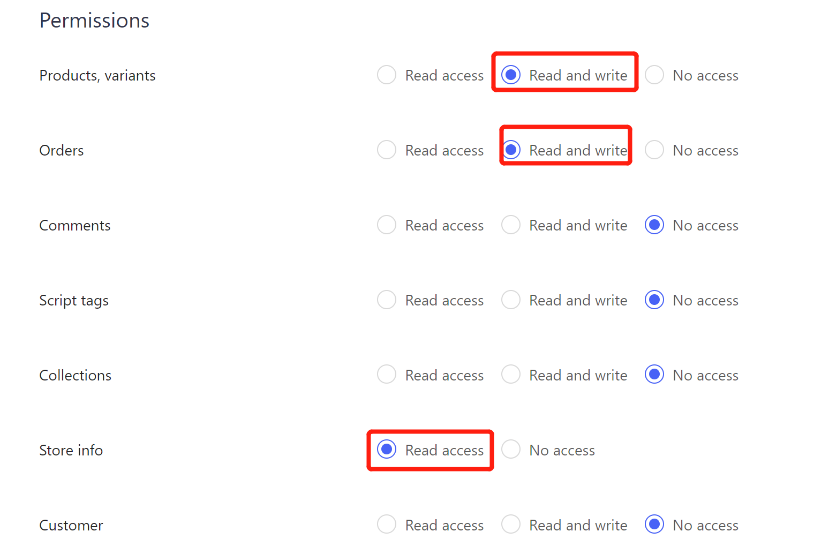 Permissions
Products, variants Read access Read and write No access
Orders Read access Read and write No access
Comments Read access Read and write No access
Script tags Read access Read and write No access
Collections Read access Read and write No access
Store info Read access No access
Customer Read access Read and write No access